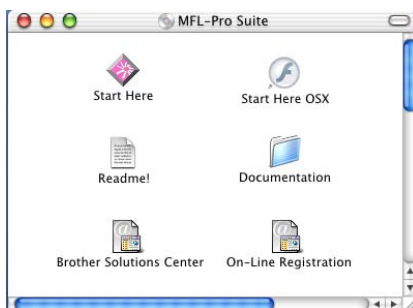 MFL-Pro Suite
Start Here
Start Here OSX
Readme!
Documentation
Brother Solutions Center
On-Line Registration